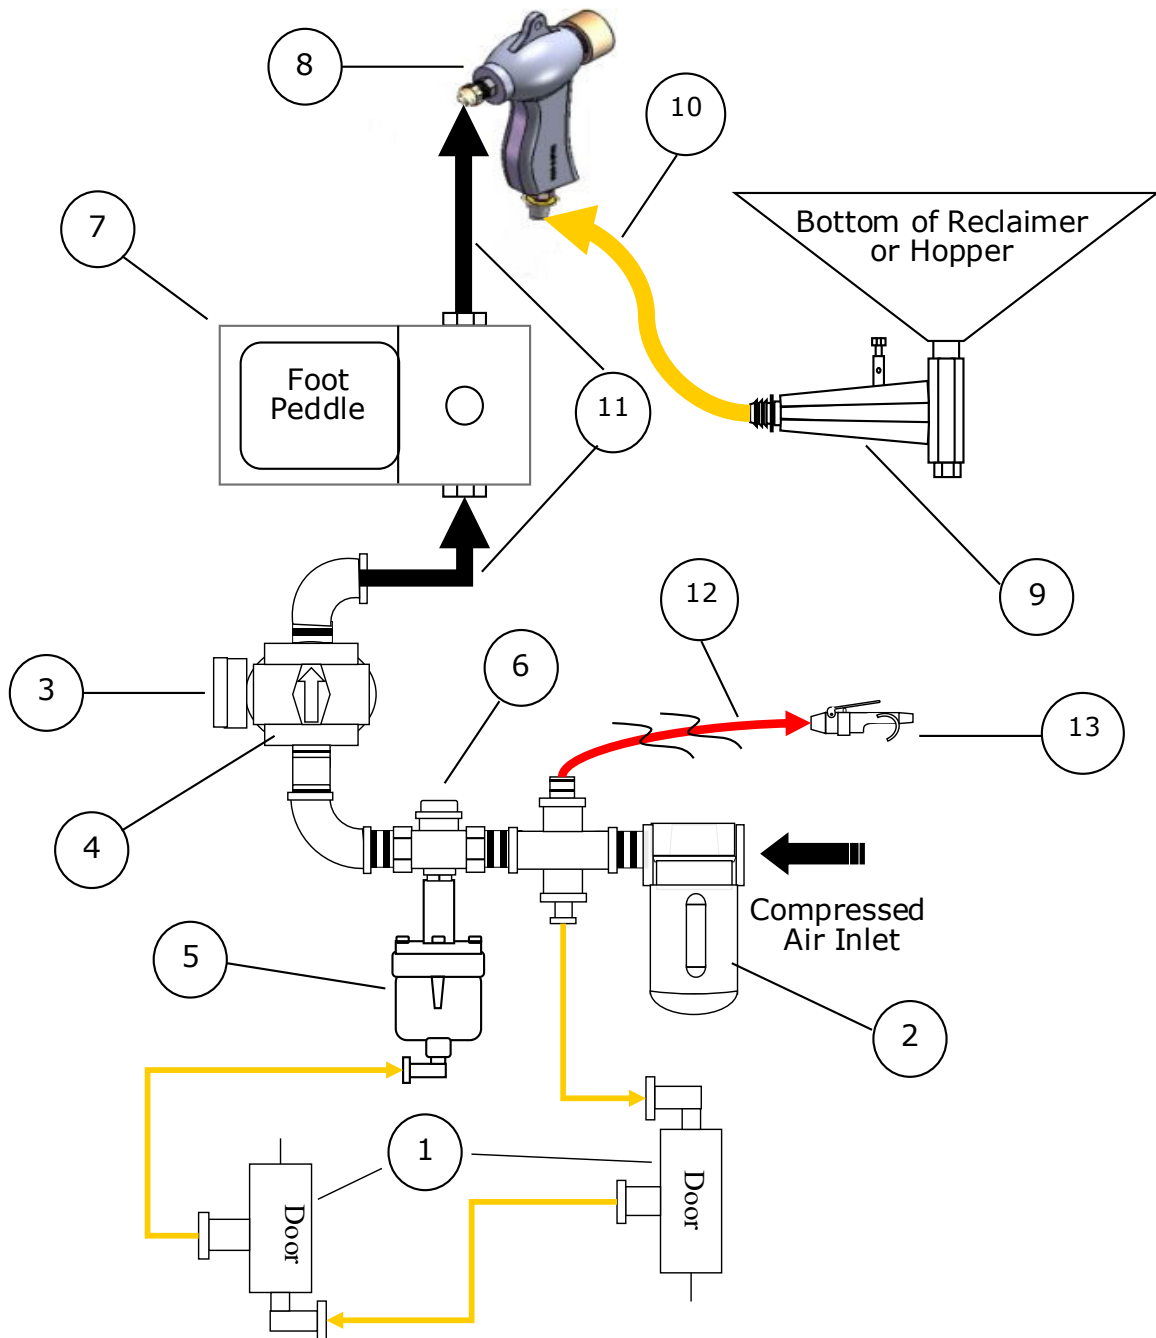 8
10
7
Bottom of Reclaimer
or Hopper
Foot
Peddle
11
9
12
6
3
13
4
Compressed
Air Inlet
5
2
1
Door
Door